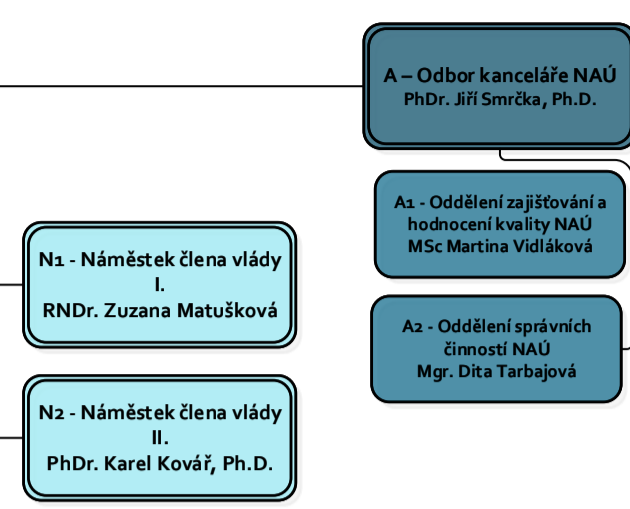 A – Odbor kanceláře NAÚ
PhDr. Jiří Smrčka, Ph.D.
A1 - Oddělení zajišťování a
hodnocení kvality NAÚ
MSc Martina Vidláková
A2 - Oddělení správních
činností NAÚ
Mgr. Dita Tarbajová
N1 - Náměstek člena vlády
I.
RNDr. Zuzana Matušková
N2 - Náměstek člena vlády
II.
PhDr. Karel Kovář, Ph.D.